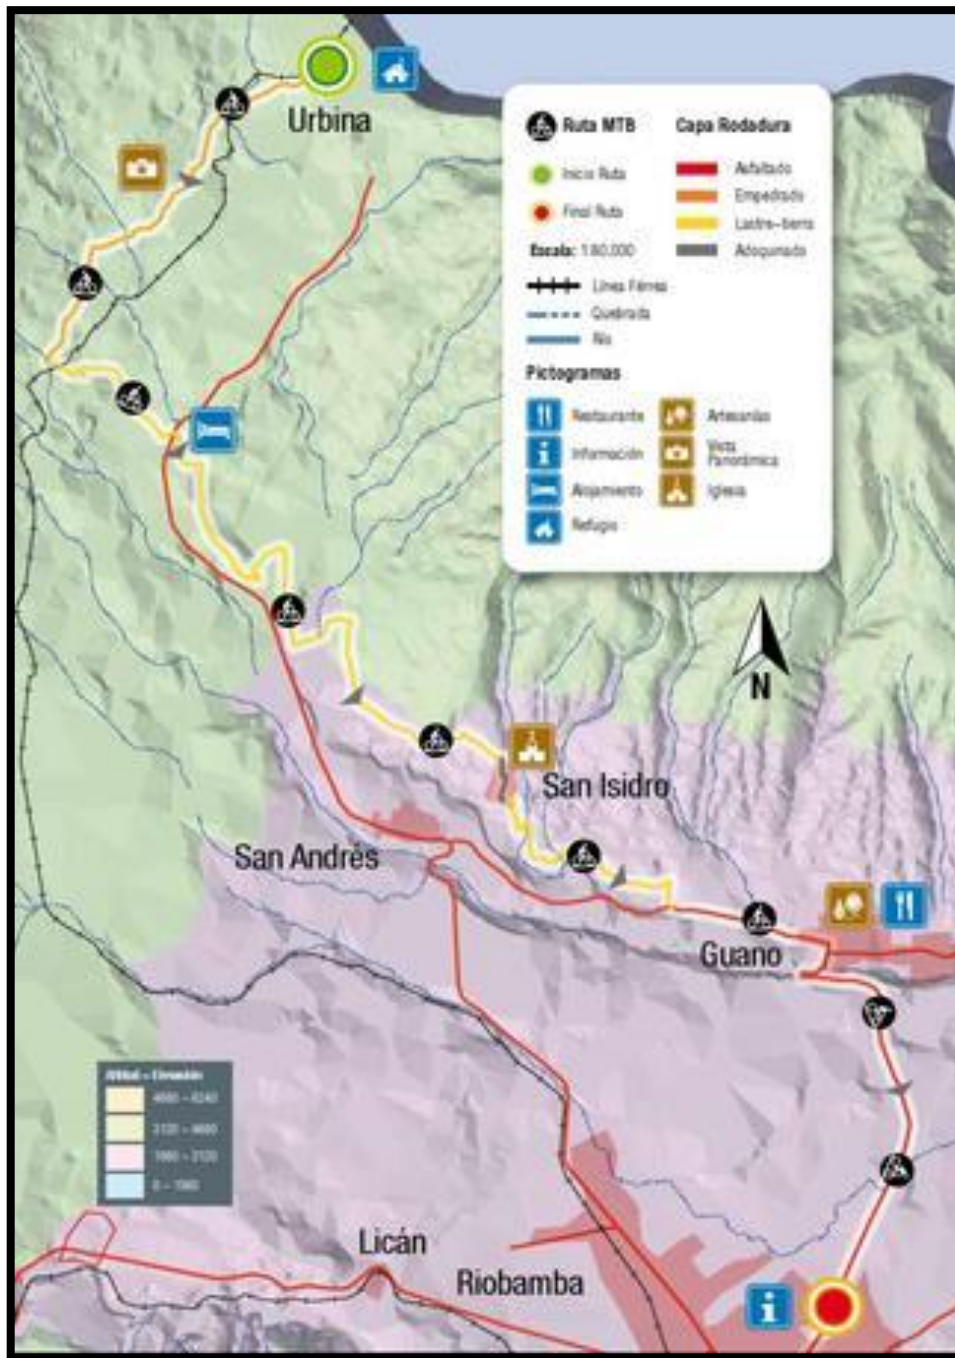 Urbina
Ruta MTB
Capa Rodadura
Inicio Ruta
Final Ruta
Escala: 1:80.000
Línea Férrea
Quebrada
Río
Asfaltado
Empedrado
Lastre-tierra
Adoquinado
Pictogramas
Restaurante
Información
Alojamiento
Refugio
Artesanías
Vista
Panorámica
Iglesia
N
San Isidro
San Andrés
Guano
Licán
Riobamba